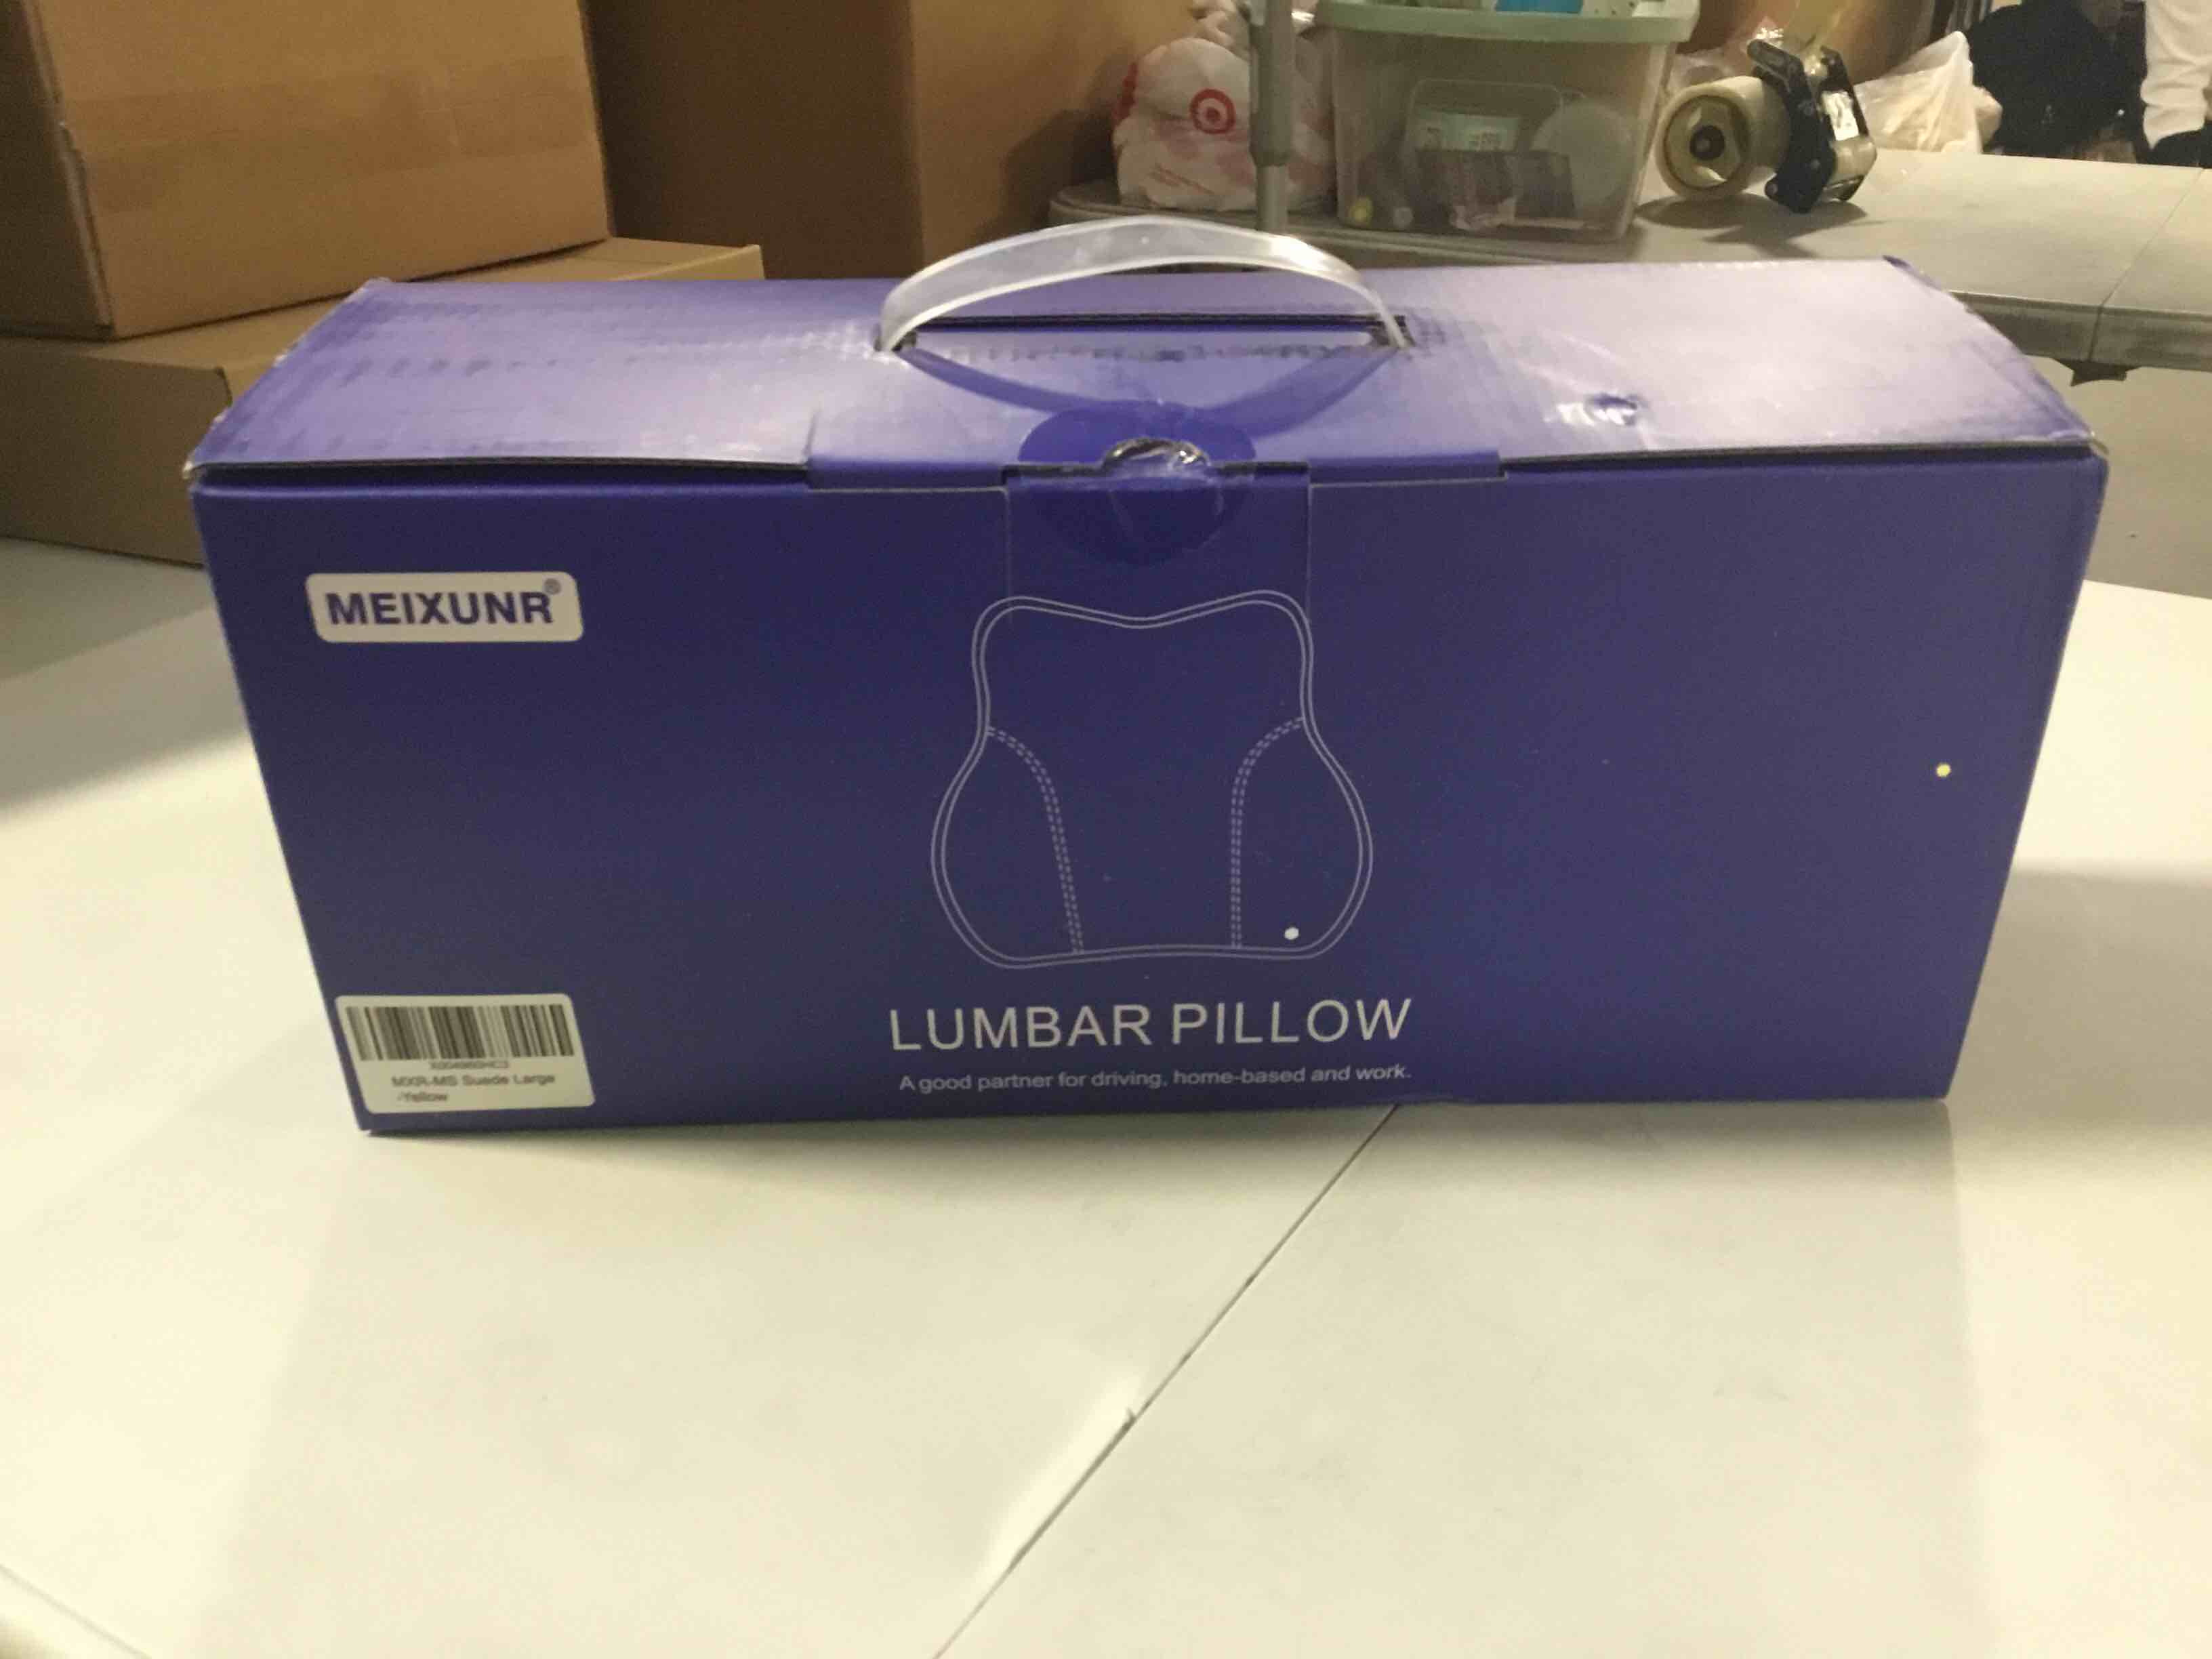 MEIXUNR®
LUMBAR PILLOW
A good partner for driving, home-based and work.
MXR-MS Suede Large
-Yellow